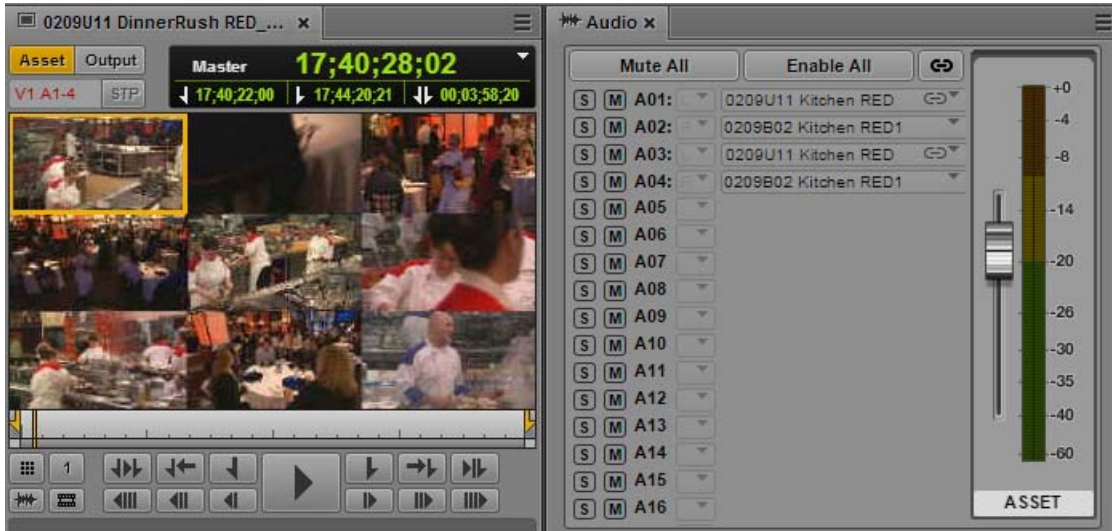 0209U11 DinnerRush RED_... x
Asset Output
Master 17;40;28;02
V1 A1-4 STP
17;40;22;00 17;44;20;21 00;03;58;20
1
Audio x
Mute All Enable All
S M A01: 0209U11 Kitchen RED
S M A02: 0209B02 Kitchen RED1
S M A03: 0209U11 Kitchen RED
S M A04: 0209B02 Kitchen RED1
S M A05
S M A06
S M A07
S M A08
S M A09
S M A10
S M A11
S M A12
S M A13
S M A14
S M A15
S M A16
+0
-4
-8
-14
-20
-26
-30
-35
-40
-60
ASSET